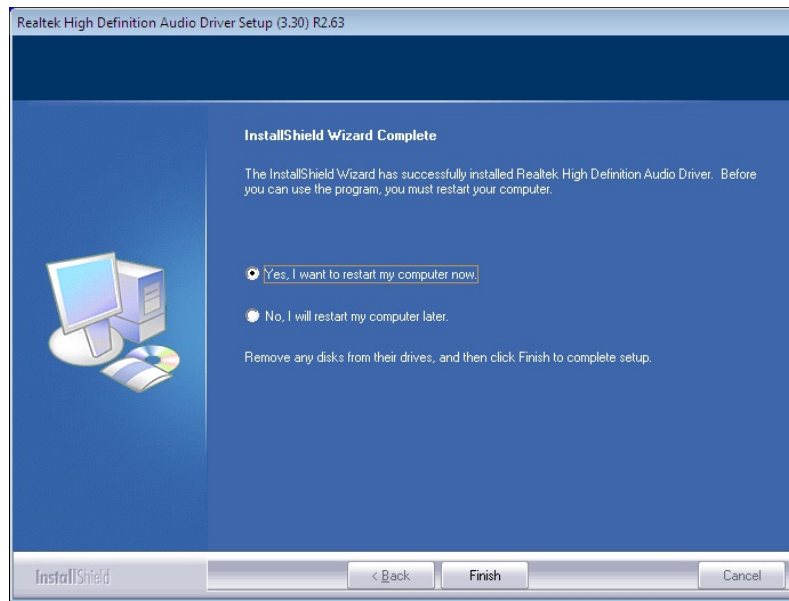 Realtek High Definition Audio Driver Setup (3.30) R2.63
InstallShield Wizard Complete
The InstallShield Wizard has successfully installed Realtek High Definition Audio Driver.  Before
you can use the program, you must restart your computer.
Yes, I want to restart my computer now.
No, I will restart my computer later.
Remove any disks from their drives, and then click Finish to complete setup.
InstallShield
< Back
Finish
Cancel